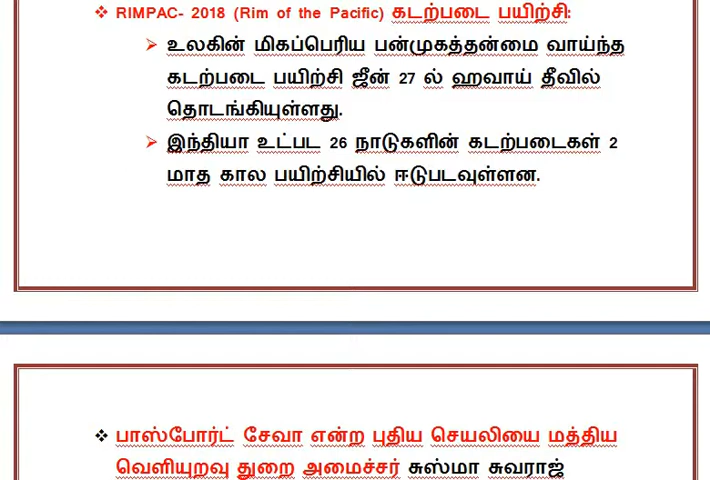 ❖ RIMPAC- 2018 (Rim of the Pacific) கடற்படை பயிற்சி:
➢ உலகின் மிகப்பெரிய பன்முகத்தன்மை வாய்ந்த
கடற்படை பயிற்சி ஜீன் 27 ல் ஹவாய் தீவில்
தொடங்கியுள்ளது.
➢ இந்தியா உட்பட 26 நாடுகளின் கடற்படைகள் 2
மாத கால பயிற்சியில் ஈடுபடவுள்ளன.
❖ பாஸ்போர்ட் சேவா என்ற புதிய செயலியை மத்திய
வெளியுறவு துறை அமைச்சர் சுஸ்மா சுவராஜ்